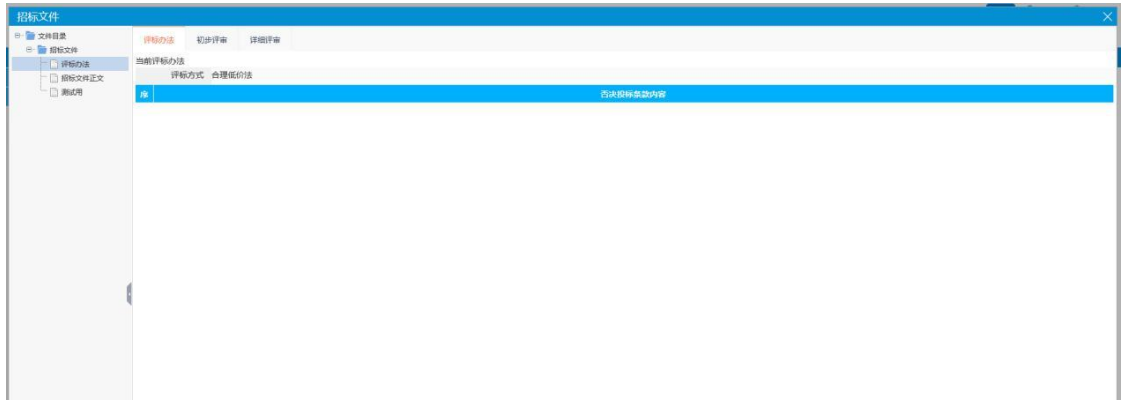 招标文件
文件目录
招标文件
评标办法
招标文件正文
测试用
评标办法 初步评审 详细评审
当前评标办法
评标方式 合理低价法
序 否决投标条款内容